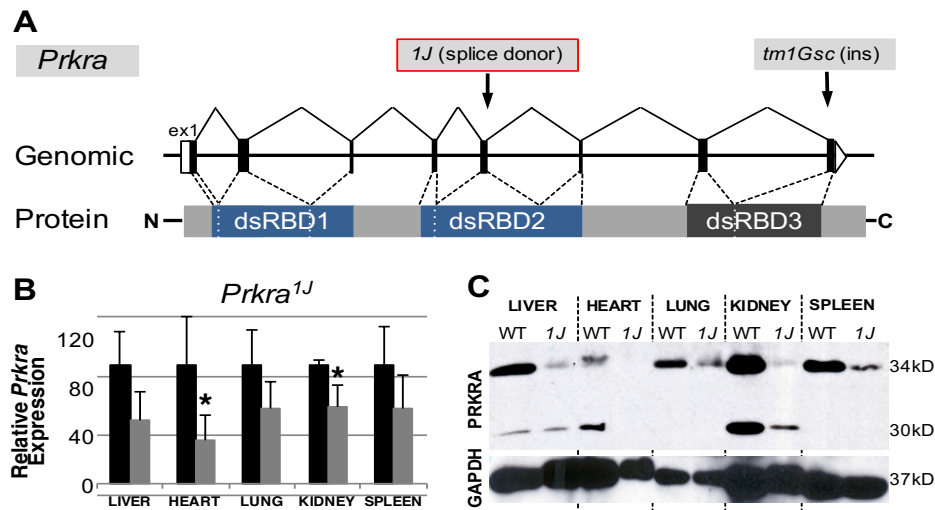 A
Prkra
1J (splice donor)
tm1Gsc (ins)
ex1
Genomic
Protein
N
dsRBD1
dsRBD2
dsRBD3
C
B
Prkra1J
Relative Prkra
Expression
120
80
40
0
*
*
LIVER HEART LUNG KIDNEY SPLEEN
C
LIVER HEART LUNG KIDNEY SPLEEN
WT 1J WT 1J WT 1J WT 1J WT 1J
PRKRA
34kD
30kD
GAPDH
37kD